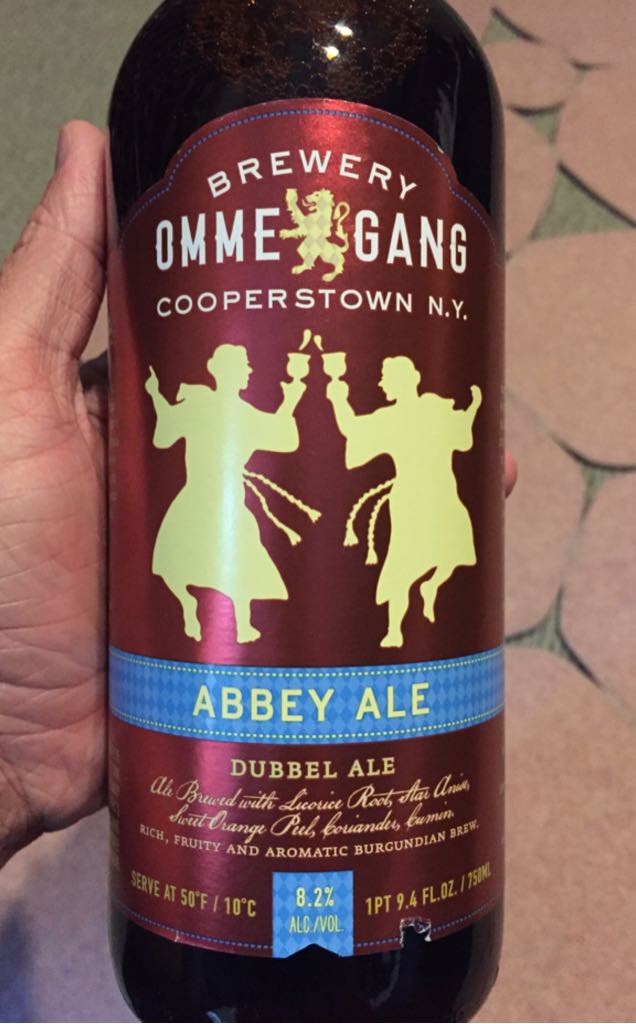 BREWERY
OMMEGANG
COOPERSTOWN N.Y.
ABBEY ALE
DUBBEL ALE
Ale Brewed with Licorice Root, Star Anise,
Sweet Orange Peel, Coriander, Cumin.
RICH, FRUITY AND AROMATIC BURGUNDIAN BREW.
SERVE AT 50°F / 10°C
8.2%
ALC./VOL.
1PT 9.4 FL.OZ. / 750ML